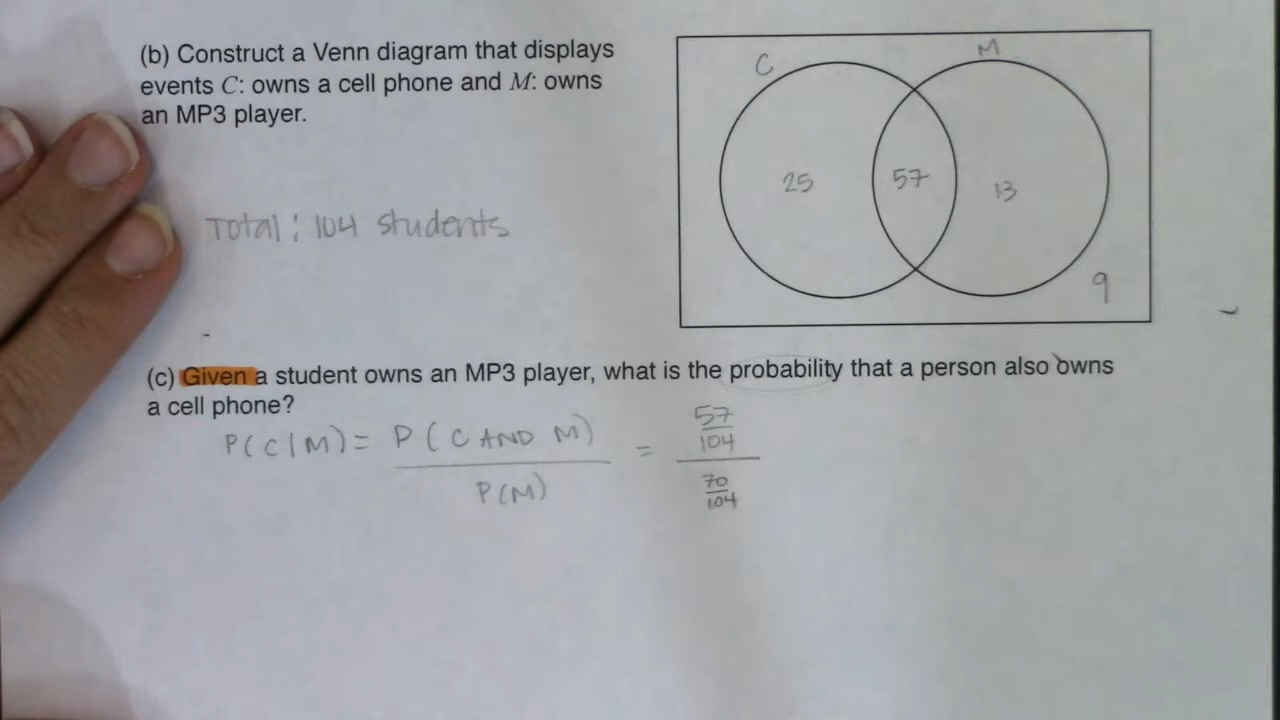 (b) Construct a Venn diagram that displays
events C: owns a cell phone and M: owns
an MP3 player.
C
M
25
57
13
9
Total: 104 students
(c) Given a student owns an MP3 player, what is the probability that a person also owns
a cell phone?
P(C|M) = P(C AND M) = 57
104
P(M) 70
104